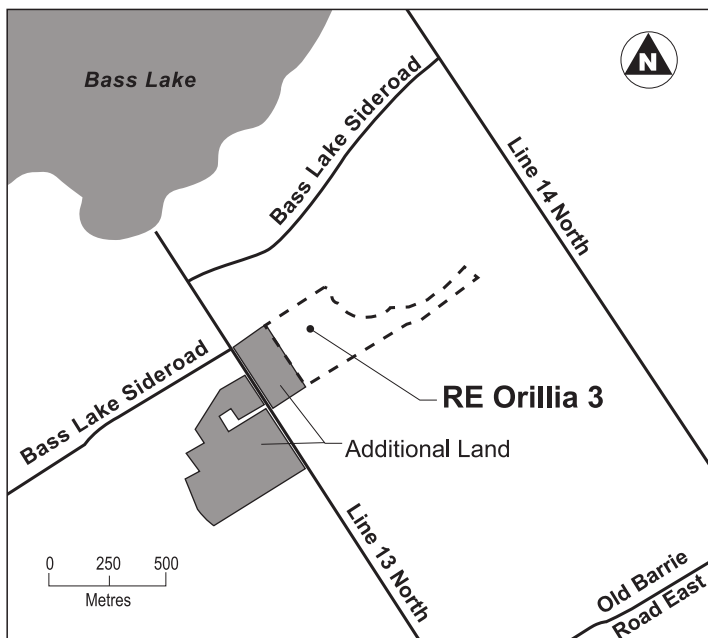 Bass Lake
N
Bass Lake Sideroad
Line 14 North
Bass Lake Sideroad
RE Orillia 3
Additional Land
Line 13 North
0 250 500
Metres
Old Barrie
Road East